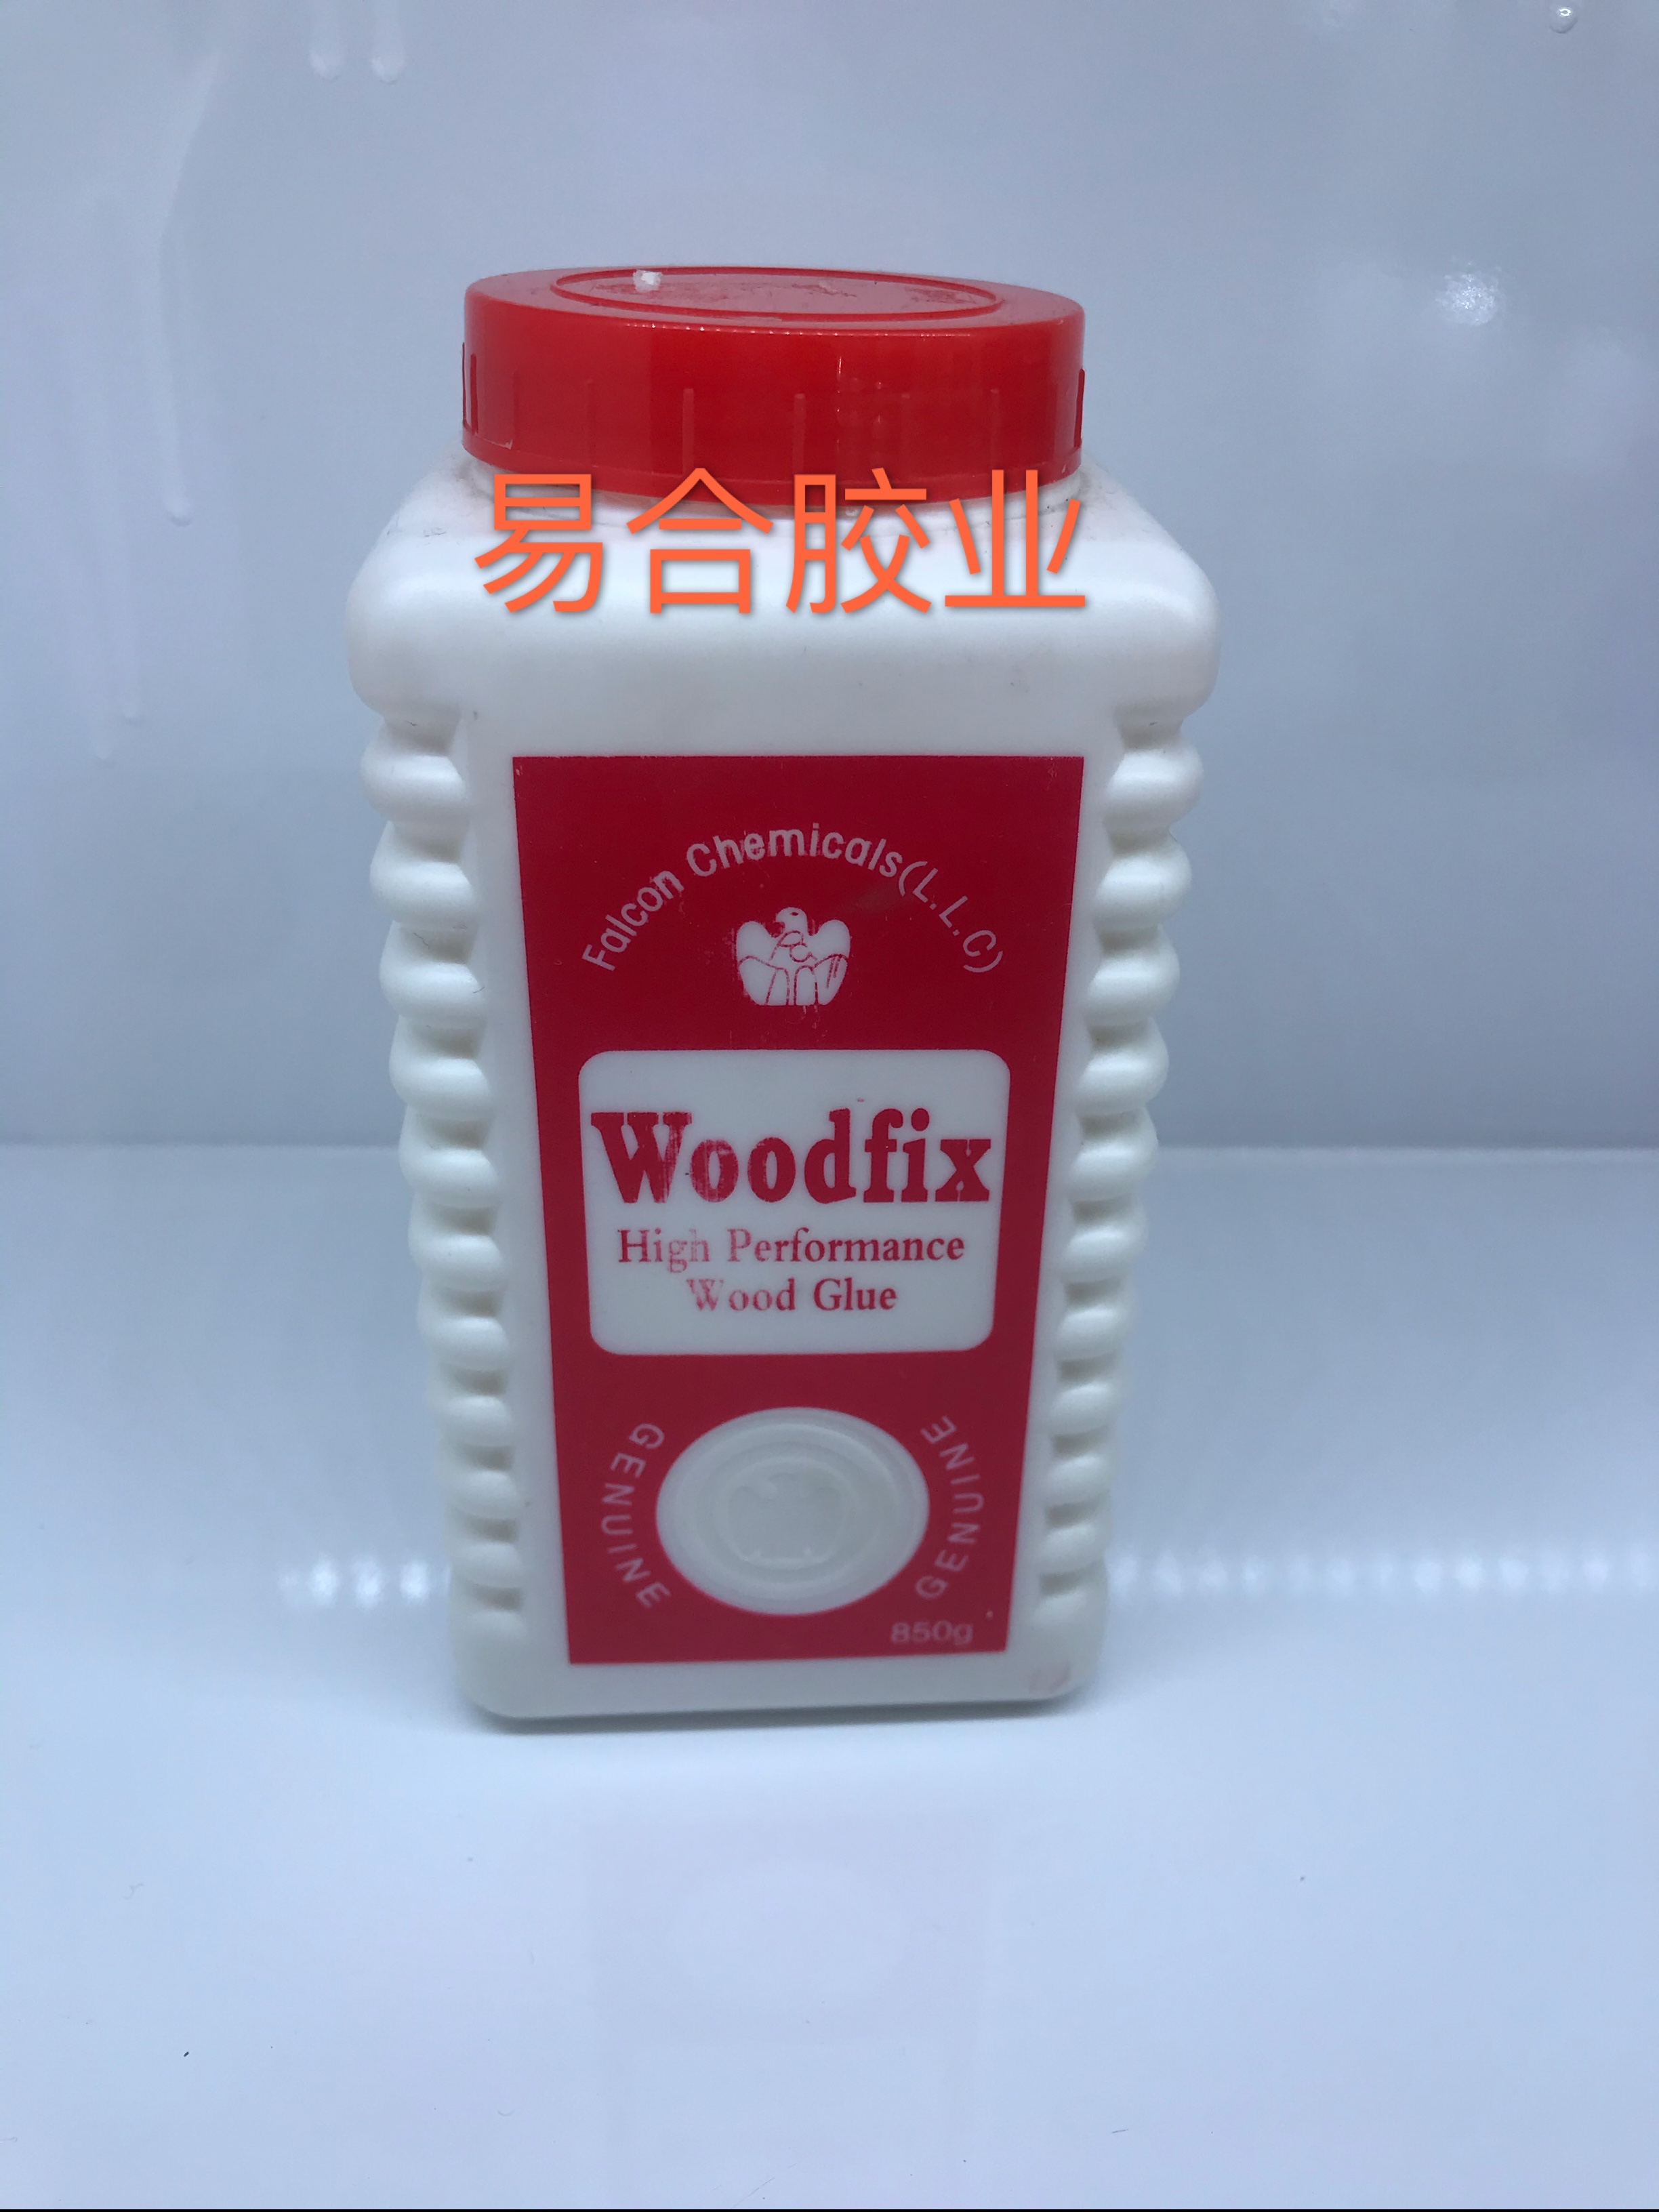 易合胶业
Falcon Chemicals(L.L.C)
Woodfix
High Performance
Wood Glue
GENUINE
GENUINE
850g